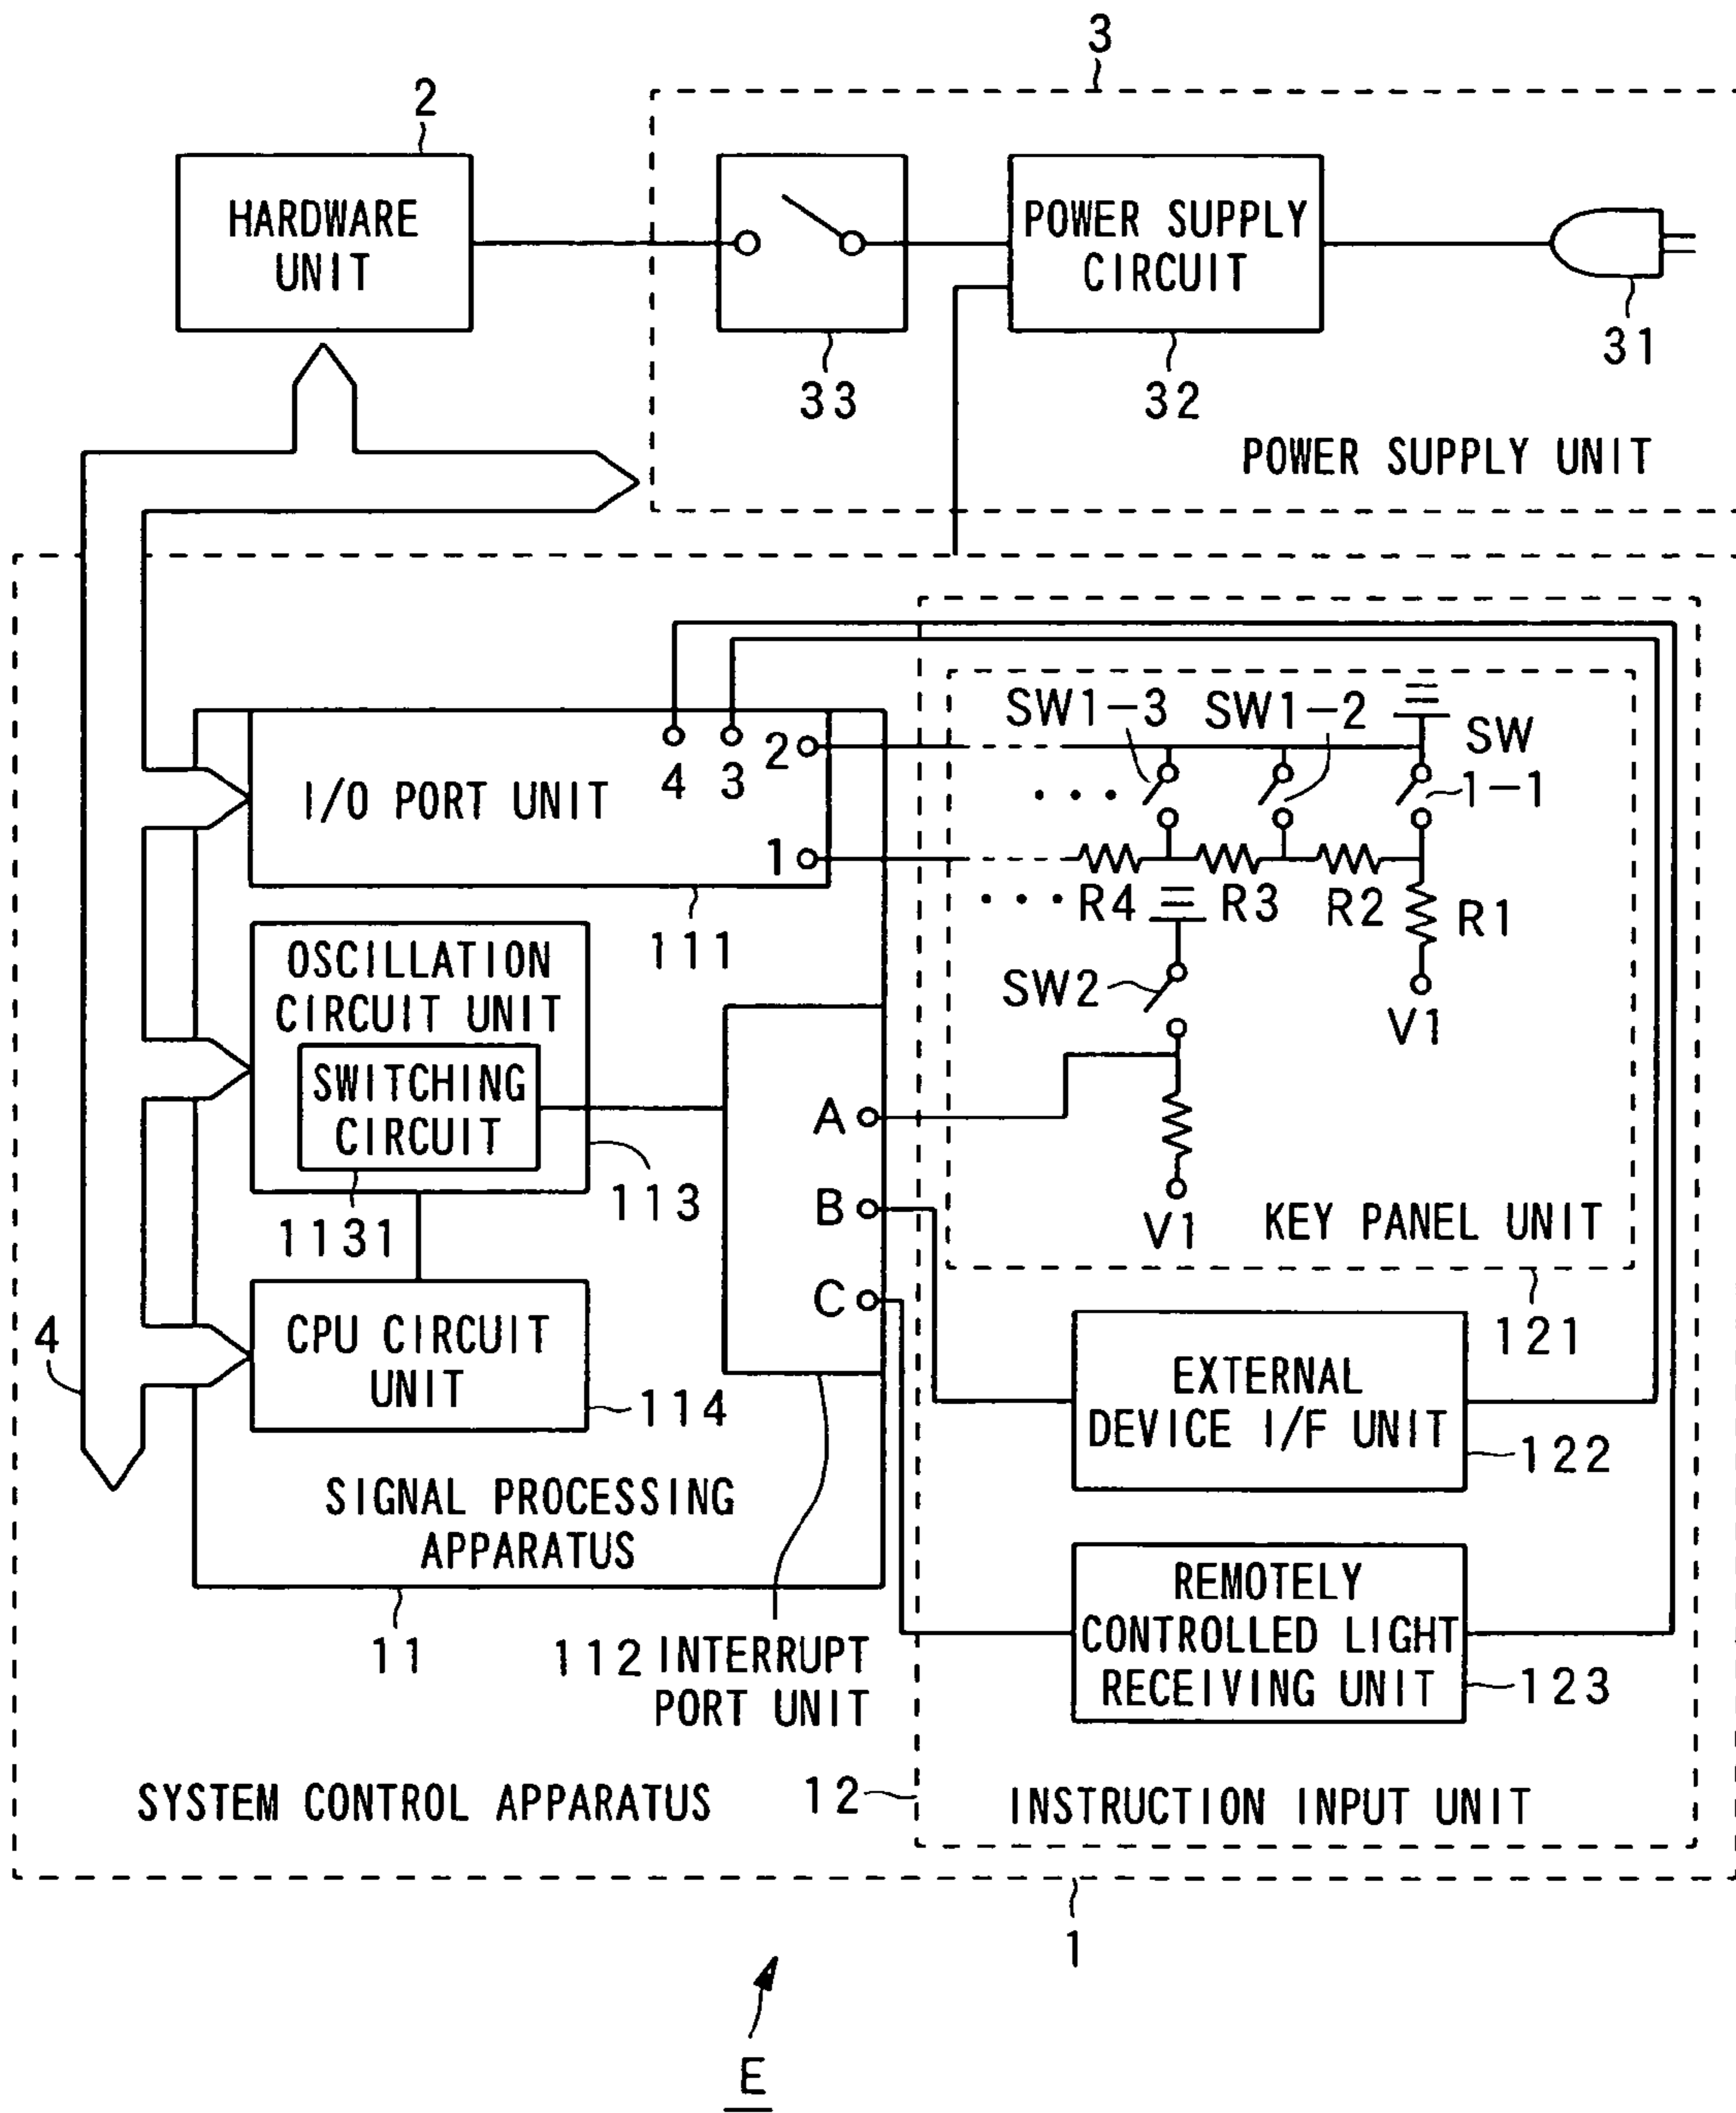 3
2
HARDWARE
UNIT
POWER SUPPLY
CIRCUIT
31
33
32
POWER SUPPLY UNIT
SW1-3
SW1-2
SW
1-1
4
3
2
I/O PORT UNIT
1
R4
R3
R2
R1
111
OSCILLATION
CIRCUIT UNIT
SW2
V1
SWITCHING
CIRCUIT
A
113
B
1131
V1
KEY PANEL UNIT
C
4
CPU CIRCUIT
UNIT
121
114
EXTERNAL
DEVICE I/F UNIT
122
SIGNAL PROCESSING
APPARATUS
REMOTELY
CONTROLLED LIGHT
RECEIVING UNIT
123
11
112 INTERRUPT
PORT UNIT
SYSTEM CONTROL APPARATUS
12
INSTRUCTION INPUT UNIT
1
E